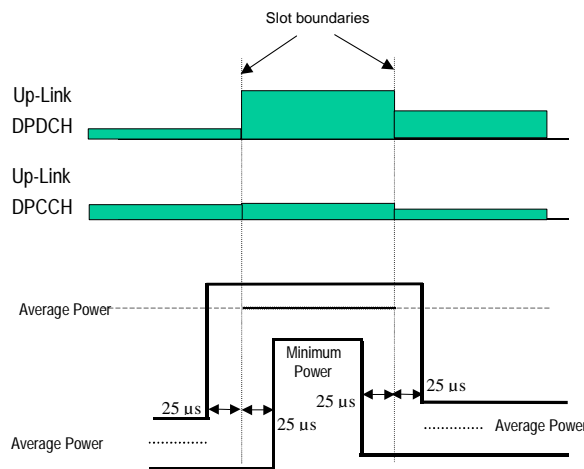 Slot boundaries
Up-Link
DPDCH
Up-Link
DPCCH
Average Power
Minimum
Power
25 µs
25 µs
25 µs
25 µs
Average Power
Average Power